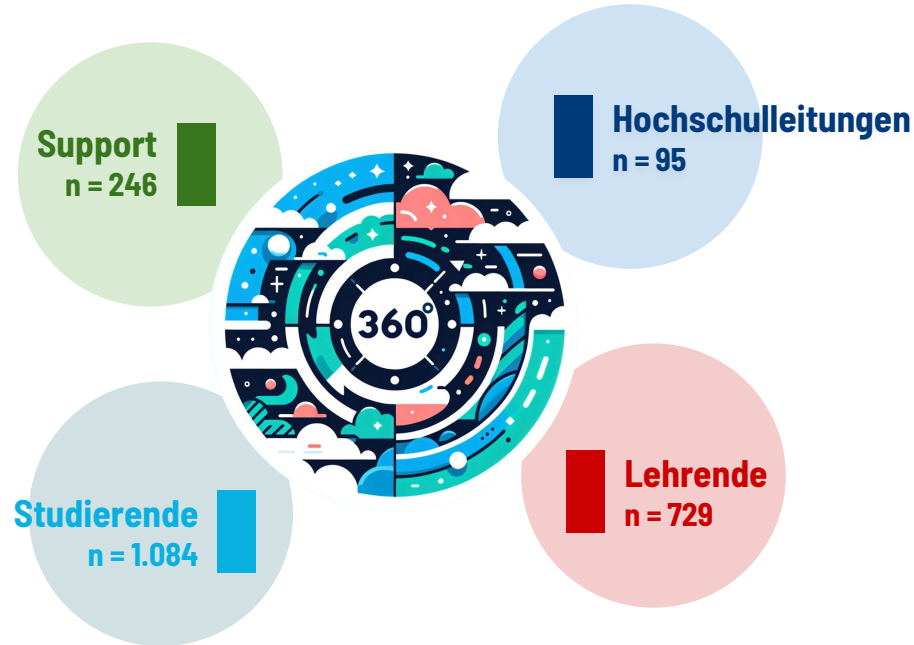 Support
n = 246
Hochschulleitungen
n = 95
360°
Studierende
n = 1.084
Lehrende
n = 729